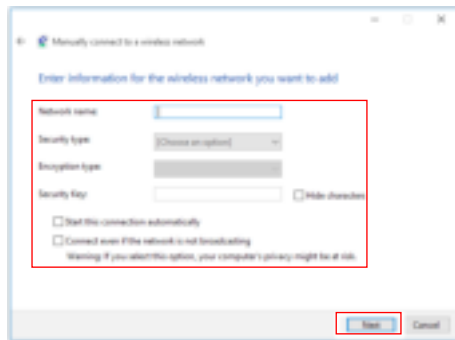 Manually connect to a wireless network
Enter information for the wireless network you want to add
Network name:
Security type: [Choose an option]
Encryption type:
Security Key: Hide characters
Start this connection automatically
Connect even if the network is not broadcasting
Warning: If you select this option, your computer's privacy might be at risk.
Next Cancel